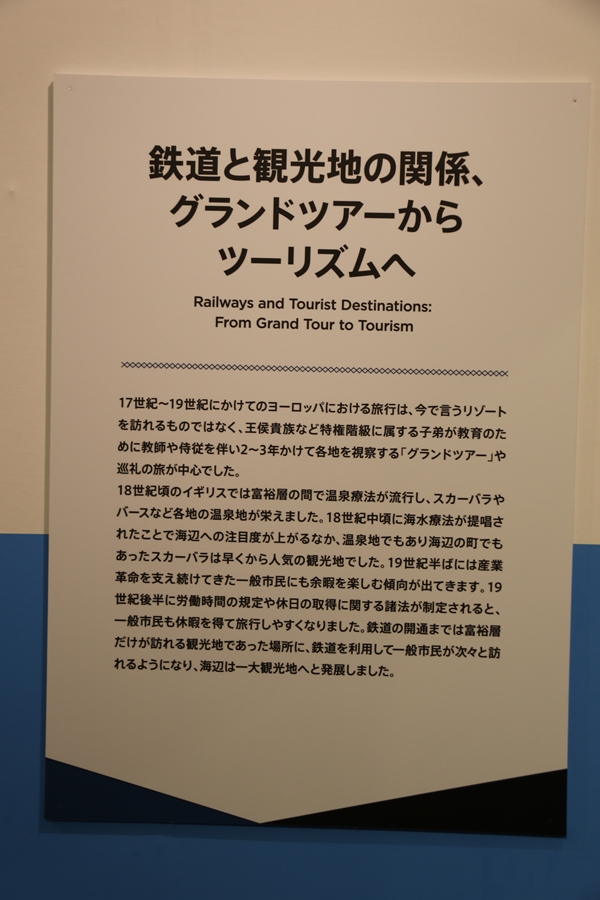 鉄道と観光地の関係、
グランドツアーから
ツーリズムへ
Railways and Tourist Destinations:
From Grand Tour to Tourism
17世紀〜19世紀にかけてのヨーロッパにおける旅行は、今で言うリゾート
を訪れるものではなく、王侯貴族など特権階級に属する子弟が教育のた
めに教師や侍従を伴い2〜3年かけて各地を視察する「グランドツアー」や
巡礼の旅が中心でした。
18世紀頃のイギリスでは富裕層の間で温泉療法が流行し、スカーバラや
バースなど各地の温泉地が栄えました。18世紀中頃に海水療法が提唱さ
れたことで海辺への注目度が上がるなか、温泉地でもあり海辺の町でも
あったスカーバラは早くから人気の観光地でした。19世紀半ばには産業
革命を支え続けてきた一般市民にも余暇を楽しむ傾向が出てきます。19
世紀後半に労働時間の規定や休日の取得に関する諸法が制定されると、
一般市民も休暇を得て旅行しやすくなりました。鉄道の開通までは富裕層
だけが訪れる観光地であった場所に、鉄道を利用して一般市民が次々と訪
れるようになり、海辺は一大観光地へと発展しました。